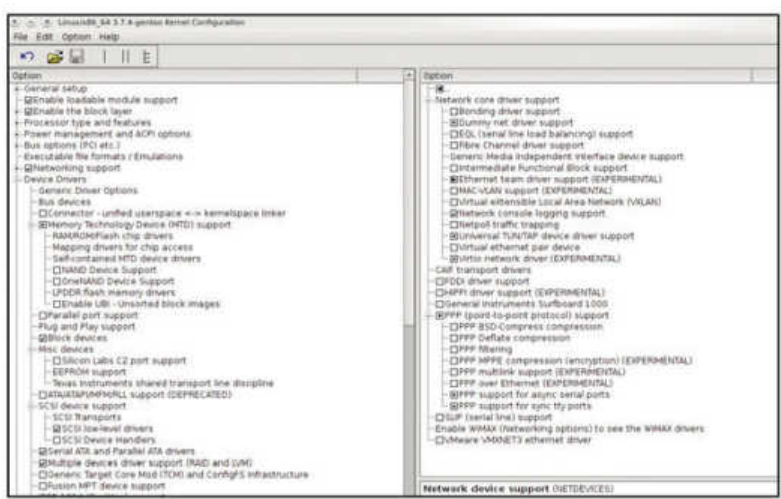 Linux/x86_64 3.7.4-gentoo Kernel Configuration
File Edit Option Help
Option
General setup
Enable loadable module support
Enable the block layer
Processor type and features
Power management and ACPI options
Bus options (PCI etc.)
Executable file formats / Emulations
Networking support
Device Drivers
Generic Driver Options
Bus devices
Connector - unified userspace <-> kernelspace linker
Memory Technology Device (MTD) support
RAM/ROM/Flash chip drivers
Mapping drivers for chip access
Self-contained MTD device drivers
NAND Device Support
OneNAND Device Support
LPDDR flash memory drivers
Enable UBI - Unsorted block images
Parallel port support
Plug and Play support
Block devices
Misc devices
Silicon Labs C2 port support
EEPROM support
Texas Instruments shared transport line discipline
ATA/ATAPI/MFM/RLL support (DEPRECATED)
SCSI device support
SCSI Transports
SCSI low-level drivers
SCSI Device Handlers
Serial ATA and Parallel ATA drivers
Multiple devices driver support (RAID and LVM)
Generic Target Core Mod (TCM) and ConfigFS Infrastructure
Fusion MPT device support
Option
..
Network core driver support
Bonding driver support
Dummy net driver support
EQL (serial line load balancing) support
Fibre Channel driver support
Generic Media Independent Interface device support
Intermediate Functional Block support
Ethernet team driver support (EXPERIMENTAL)
MAC-VLAN support (EXPERIMENTAL)
Virtual eXtensible Local Area Network (VXLAN)
Network console logging support
Netpoll traffic trapping
Universal TUN/TAP device driver support
Virtual ethernet pair device
Virtio network driver (EXPERIMENTAL)
CAIF transport drivers
FDDI driver support
HIPPI driver support (EXPERIMENTAL)
General Instruments Surfboard 1000
PPP (point-to-point protocol) support
PPP BSD-Compress compression
PPP Deflate compression
PPP filtering
PPP MPPE compression (encryption) (EXPERIMENTAL)
PPP multilink support (EXPERIMENTAL)
PPP over Ethernet (EXPERIMENTAL)
PPP support for async serial ports
PPP support for sync tty ports
SLIP (serial line) support
Enable WiMAX (Networking options) to see the WiMAX drivers
VMware VMXNET3 ethernet driver
Network device support (NETDEVICES)